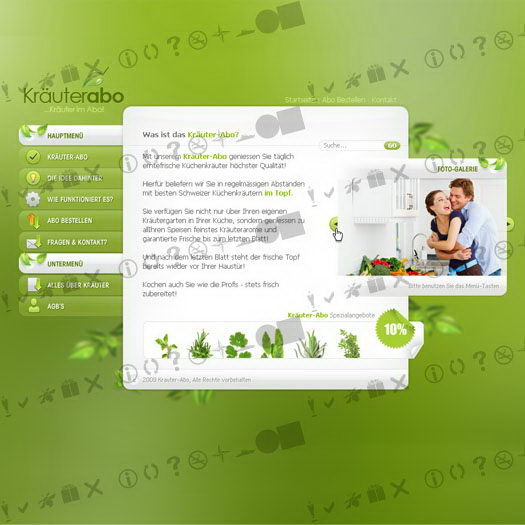 Kräuterabo
...Kräuter im Abo!
Startseite · Abo Bestellen · Kontakt
HAUPTMENÜ
KRÄUTER-ABO
DIE IDEE DAHINTER
WIE FUNKTIONIERT ES?
ABO BESTELLEN
FRAGEN & KONTAKT?
UNTERMENÜ
ALLES ÜBER KRÄUTER
AGB'S
Was ist das Kräuter-Abo?
Suche...
GO
Mit unserem Kräuter-Abo geniessen Sie täglich
erntefrische Küchenkräuter höchster Qualität!
Hierfür beliefern wir Sie in regelmässigen Abständen
mit besten Schweizer Küchenkräutern im Topf.
Sie verfügen Sie nicht nur über Ihren eigenen
Kräutergarten in Ihrer Küche, sondern geniessen zu
allem Speisen feinstes Kräuteraroma und
garantierte Frische bis zum letzten Blatt!
Und nach dem letzten Blatt steht der frische Topf
bereits wieder vor Ihrer Haustür!
Kochen auch Sie wie die Profis - stets frisch
zubereitet!
FOTO-GALERIE
Bitte benutzen Sie das Menü-Tasten
Kräuter-Abo Spezialangebote
10%
2009 Kräuter-Abo, Alle Rechte vorbehalten